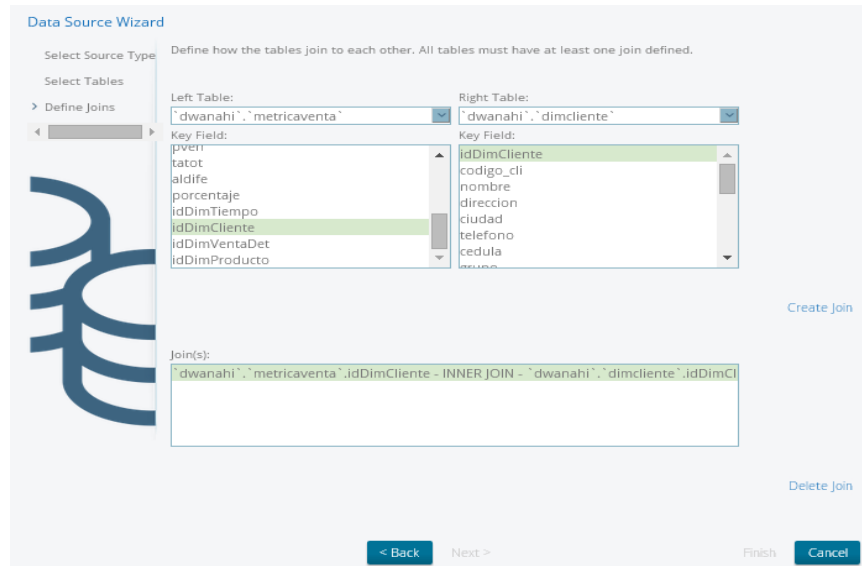 Data Source Wizard
Select Source Type
Select Tables
> Define Joins
Define how the tables join to each other. All tables must have at least one join defined.
Left Table:
`dwanahi`.`metricaventa`
Key Field:
pven
tatot
aldife
porcentaje
idDimTiempo
idDimCliente
idDimVentaDet
idDimProducto
Right Table:
`dwanahi`.`dimcliente`
Key Field:
idDimCliente
codigo_cli
nombre
direccion
ciudad
telefono
cedula
grupo
Create Join
Join(s):
`dwanahi`.`metricaventa`.idDimCliente - INNER JOIN - `dwanahi`.`dimcliente`.idDimCl
Delete Join
< Back
Next >
Finish
Cancel